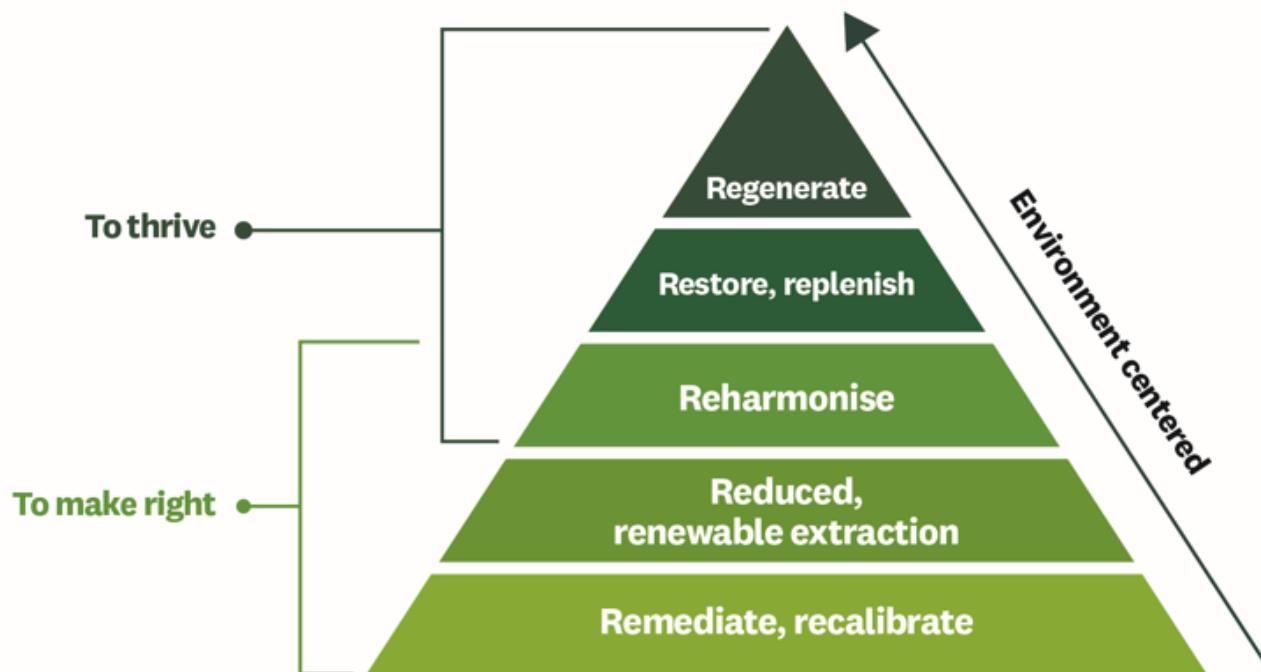 Regenerate
To thrive
Restore, replenish
Environment centered
Reharmonise
To make right
Reduced,
renewable extraction
Remediate, recalibrate